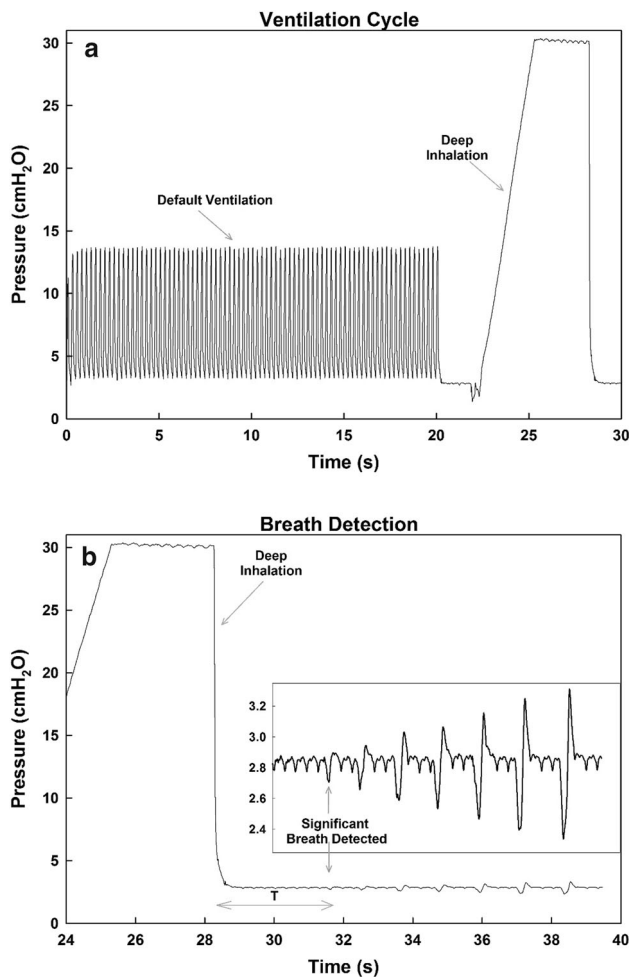 Ventilation Cycle
a
30
25
20
15
10
5
0
Pressure (cmH₂O)
Default Ventilation
Deep
Inhalation
0 5 10 15 20 25 30
Time (s)
Breath Detection
b
30
25
20
15
10
5
0
Pressure (cmH₂O)
Deep
Inhalation
3.2
3.0
2.8
2.6
2.4
Significant
Breath Detected
T
24 26 28 30 32 34 36 38 40
Time (s)